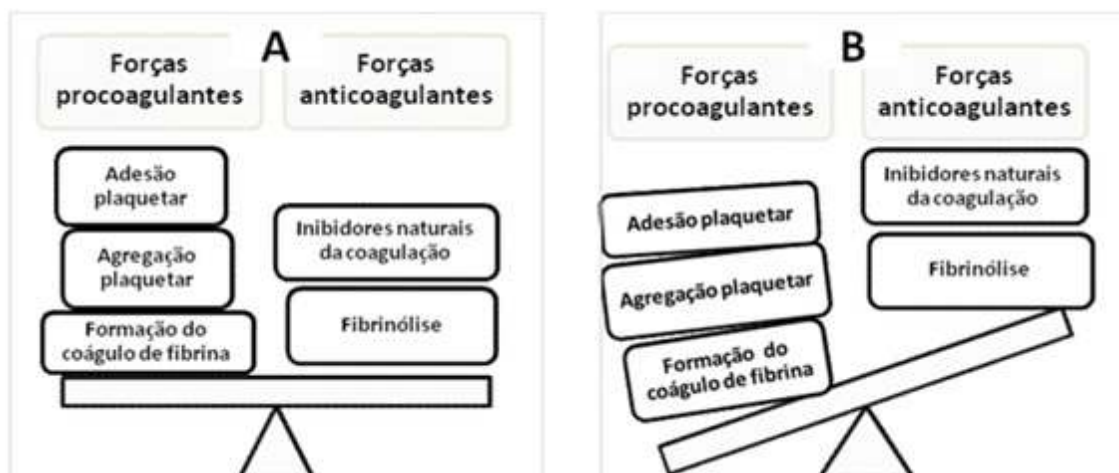 A
Forças
procoagulantes
Forças
anticoagulantes
Adesão
plaquetar
Agregação
plaquetar
Formação do
coágulo de fibrina
Inibidores naturais
da coagulação
Fibrinólise
B
Forças
procoagulantes
Forças
anticoagulantes
Adesão plaquetar
Agregação plaquetar
Formação do
coágulo de fibrina
Inibidores naturais
da coagulação
Fibrinólise